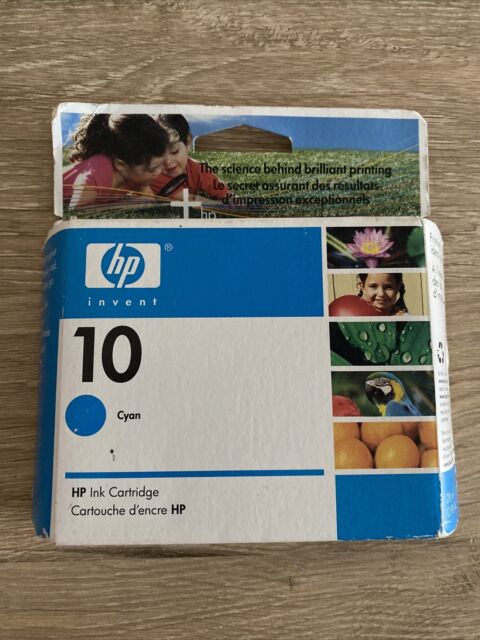 The science behind brilliant printing
Le secret assurant des résultats
d'impression exceptionnels
hp
hp ®
invent
10
Cyan
HP Ink Cartridge
Cartouche d'encre HP